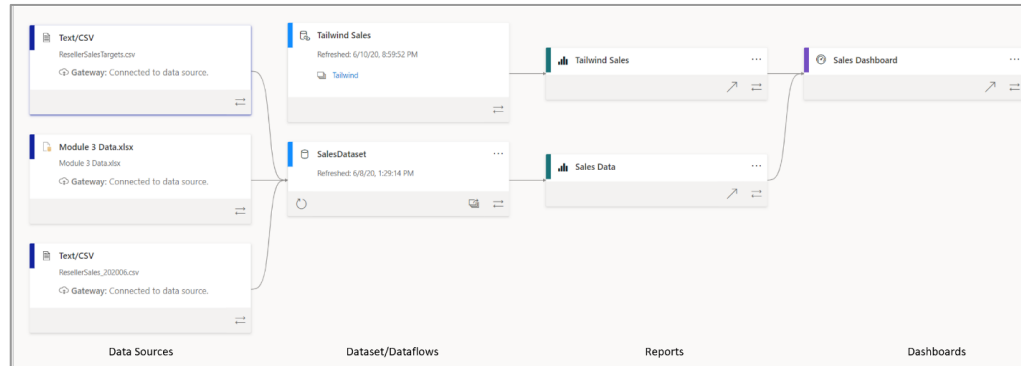 Text/CSV
ResellerSalesTargets.csv
Gateway: Connected to data source.
Module 3 Data.xlsx
Module 3 Data.xlsx
Gateway: Connected to data source.
Text/CSV
ResellerSales_202006.csv
Gateway: Connected to data source.
Tailwind Sales
Refreshed: 6/10/20, 8:59:52 PM
Tailwind
SalesDataset
Refreshed: 6/8/20, 1:29:14 PM
Tailwind Sales
Sales Data
Sales Dashboard
Data Sources
Dataset/Dataflows
Reports
Dashboards